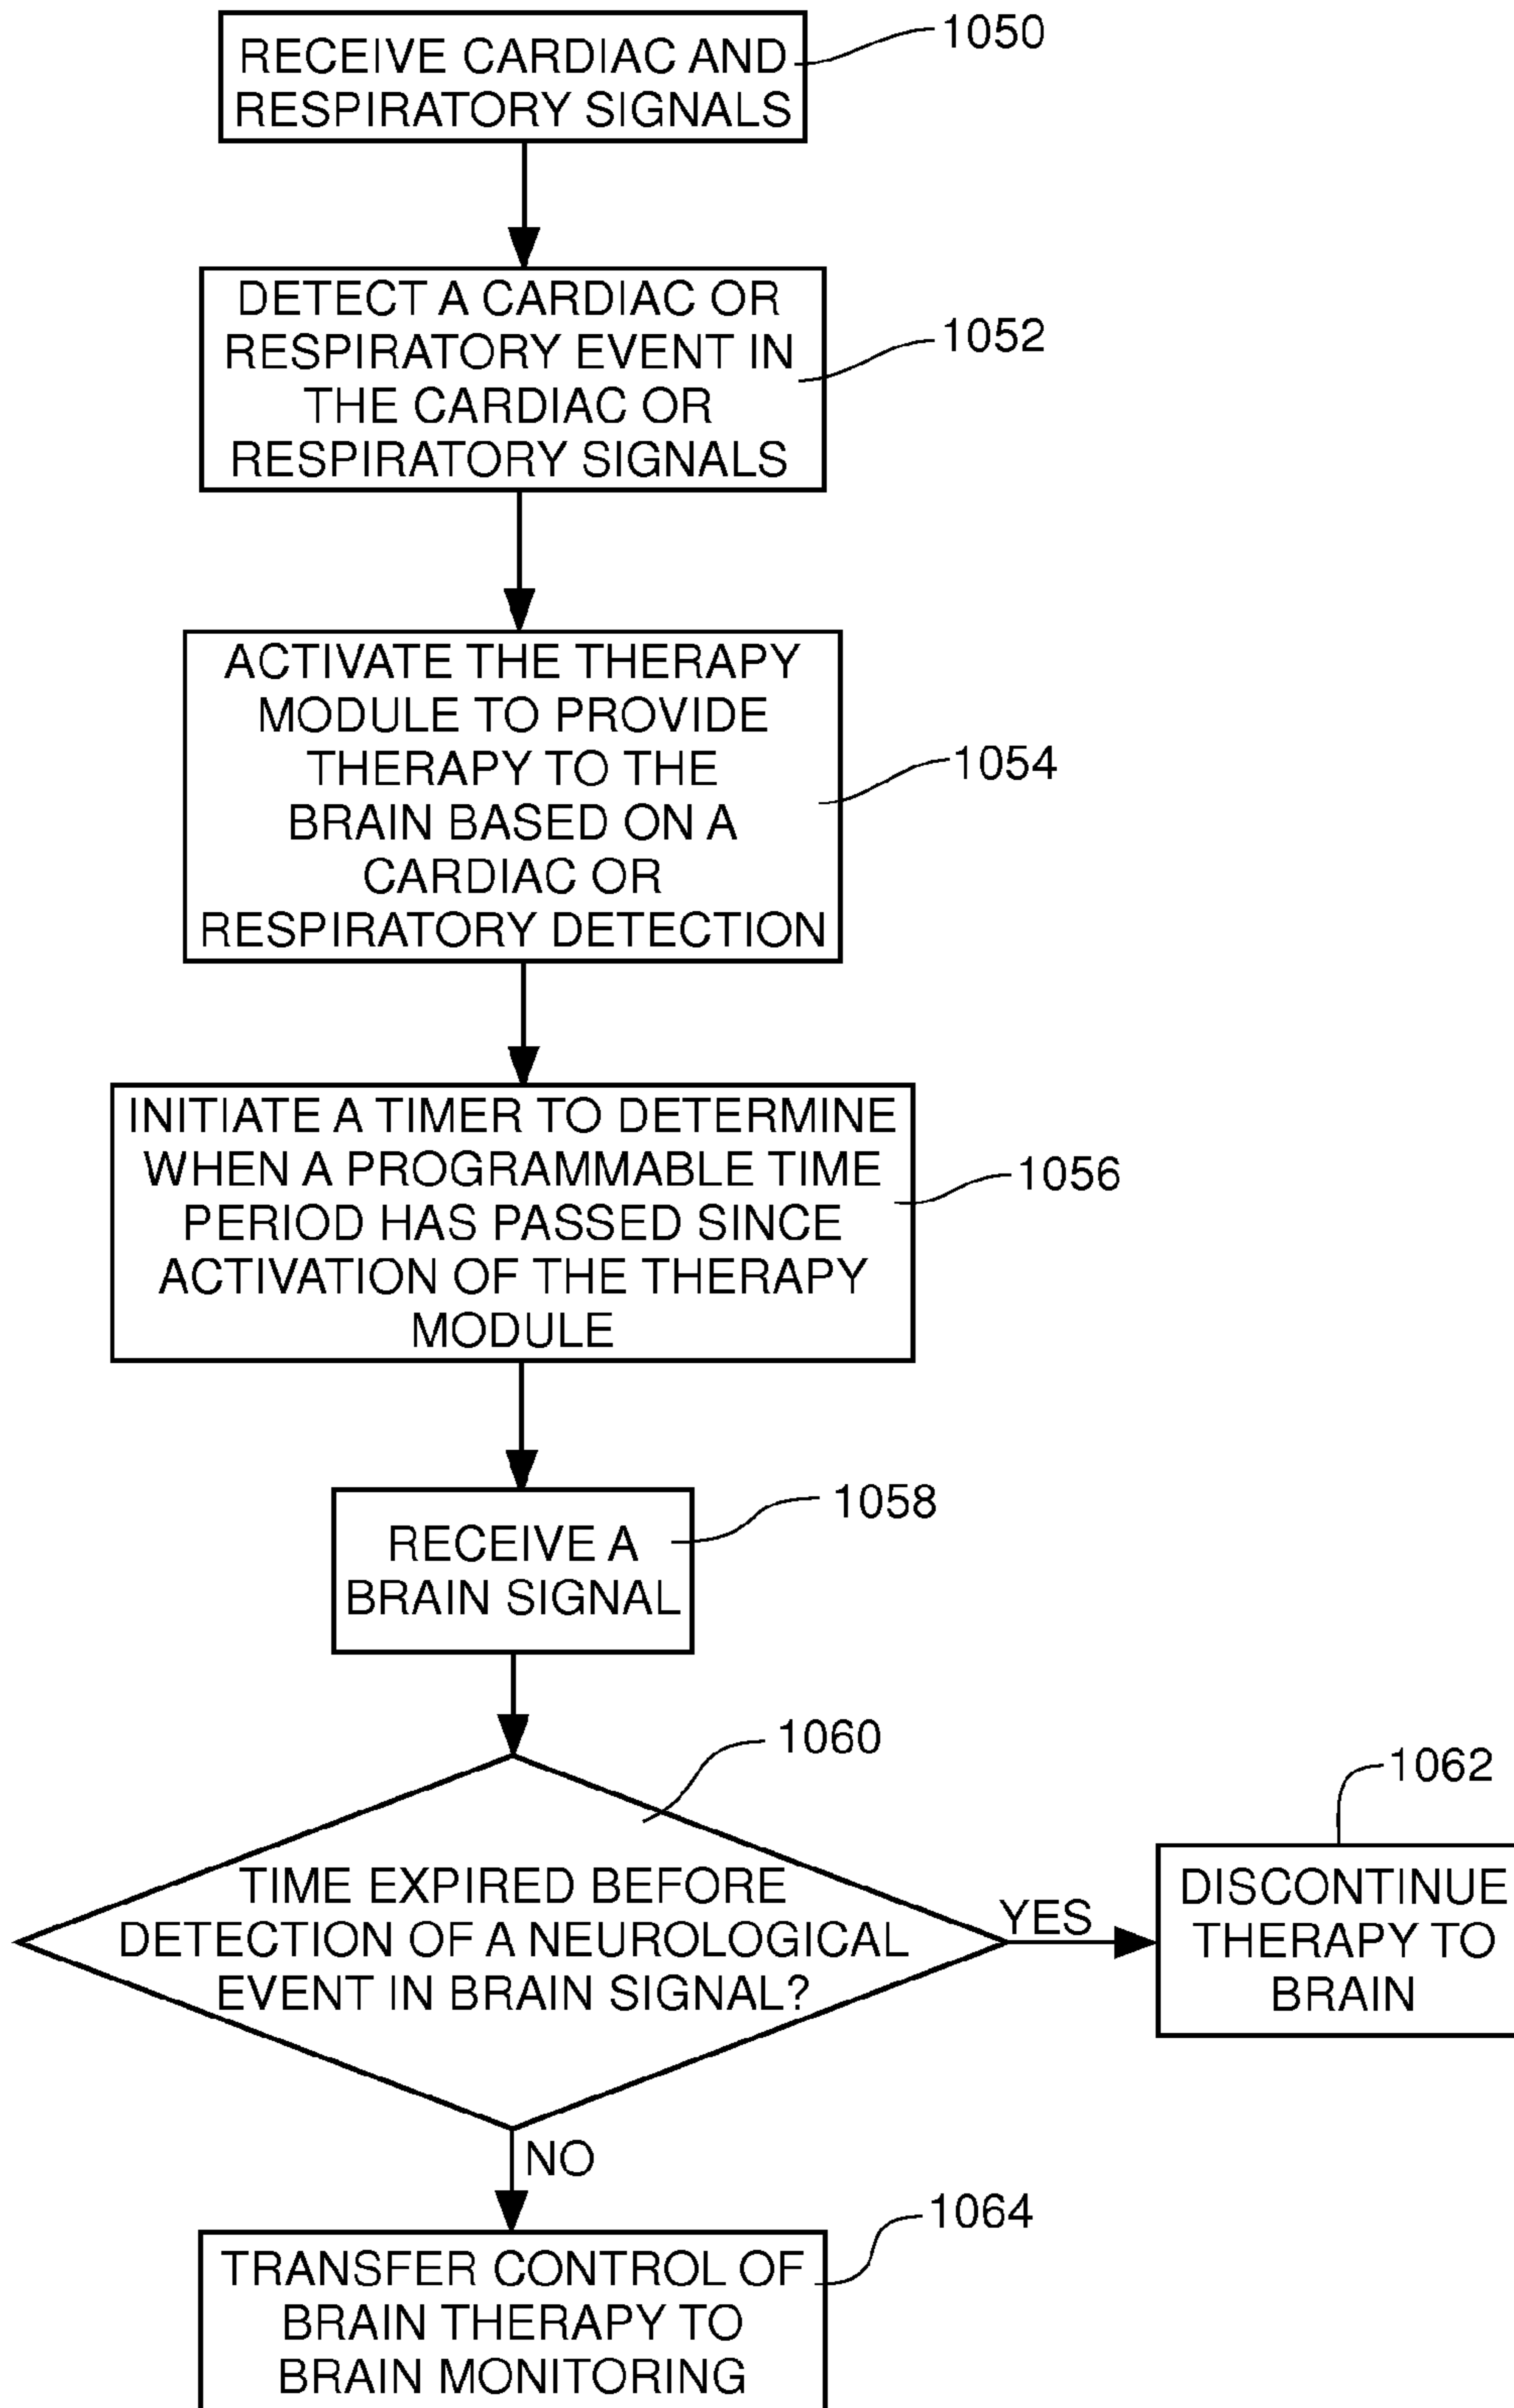 RECEIVE CARDIAC AND
RESPIRATORY SIGNALS
1050
DETECT A CARDIAC OR
RESPIRATORY EVENT IN
THE CARDIAC OR
RESPIRATORY SIGNALS
1052
ACTIVATE THE THERAPY
MODULE TO PROVIDE
THERAPY TO THE
BRAIN BASED ON A
CARDIAC OR
RESPIRATORY DETECTION
1054
INITIATE A TIMER TO DETERMINE
WHEN A PROGRAMMABLE TIME
PERIOD HAS PASSED SINCE
ACTIVATION OF THE THERAPY
MODULE
1056
RECEIVE A
BRAIN SIGNAL
1058
TIME EXPIRED BEFORE
DETECTION OF A NEUROLOGICAL
EVENT IN BRAIN SIGNAL?
1060
YES
DISCONTINUE
THERAPY TO
BRAIN
1062
NO
TRANSFER CONTROL OF
BRAIN THERAPY TO
BRAIN MONITORING
1064